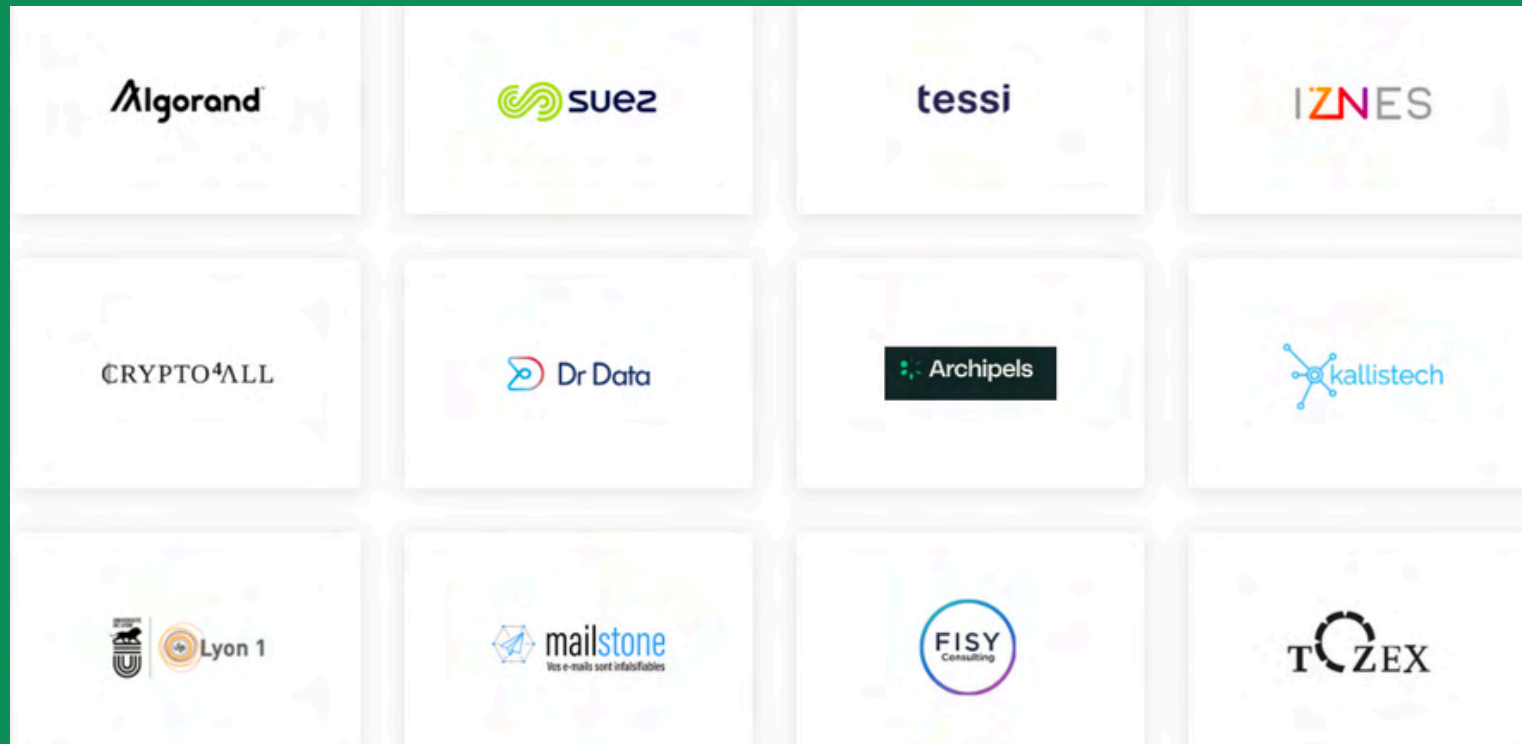 Algorand
suez
tessi
IZNES
CRYPTO4ALL
Dr Data
Archipels
kallistech
Lyon 1
mailstone
Vos e-mails sont infalsifiables
FISY
Consulting
TOZEX